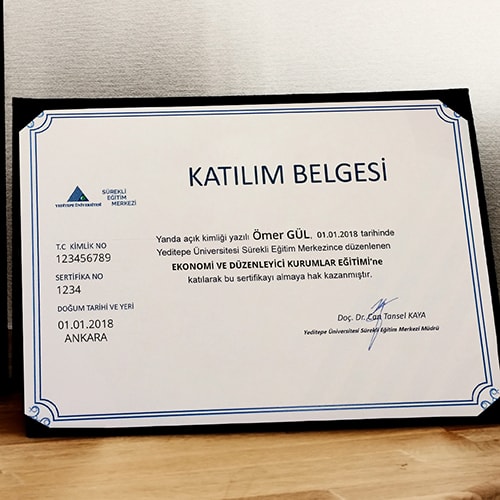 KATILIM BELGESİ
YEDİTEPE ÜNİVERSİTESİ
SÜREKLİ
EĞİTİM
MERKEZİ
T.C KİMLİK NO
123456789
SERTİFİKA NO
1234
DOĞUM TARİHİ VE YERİ
01.01.2018
ANKARA
Yanda açık kimliği yazılı Ömer GÜL, 01.01.2018 tarihinde
Yeditepe Üniversitesi Sürekli Eğitim Merkezince düzenlenen
EKONOMİ VE DÜZENLEYİCİ KURUMLAR EĞİTİMİ'ne
katılarak bu sertifikayı almaya hak kazanmıştır.
Doç. Dr. Can Tansel KAYA
Yeditepe Üniversitesi Sürekli Eğitim Merkezi Müdrü